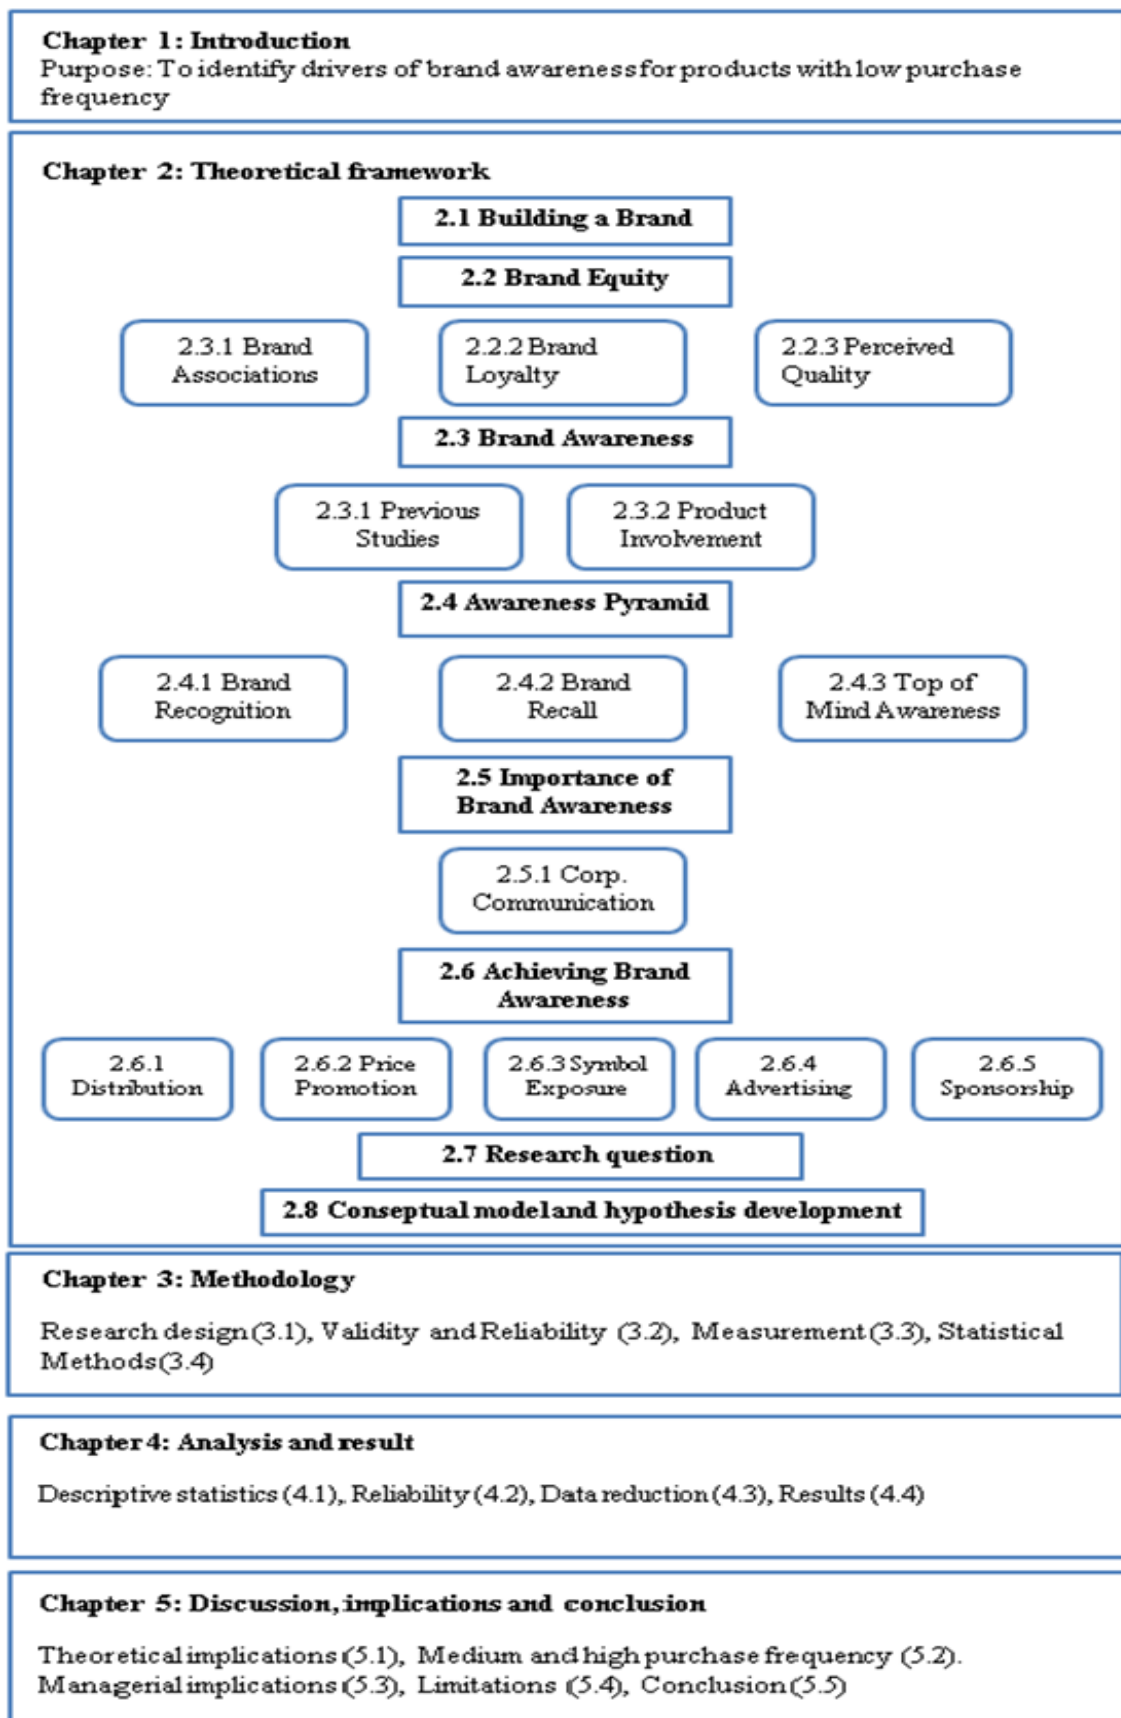 Chapter 1: Introduction
Purpose: To identify drivers of brand awareness for products with low purchase
frequency
Chapter 2: Theoretical framework
2.1 Building a Brand
2.2 Brand Equity
2.3.1 Brand
Associations
2.2.2 Brand
Loyalty
2.2.3 Perceived
Quality
2.3 Brand Awareness
2.3.1 Previous
Studies
2.3.2 Product
Involvement
2.4 Awareness Pyramid
2.4.1 Brand
Recognition
2.4.2 Brand
Recall
2.4.3 Top of
Mind Awareness
2.5 Importance of
Brand Awareness
2.5.1 Corp.
Communication
2.6 Achieving Brand
Awareness
2.6.1
Distribution
2.6.2 Price
Promotion
2.6.3 Symbol
Exposure
2.6.4
Advertising
2.6.5
Sponsorship
2.7 Research question
2.8 Conseptual model and hypothesis development
Chapter 3: Methodology
Research design (3.1), Validity and Reliability (3.2), Measurement (3.3), Statistical
Methods (3.4)
Chapter 4: Analysis and result
Descriptive statistics (4.1), Reliability (4.2), Data reduction (4.3), Results (4.4)
Chapter 5: Discussion, implications and conclusion
Theoretical implications (5.1), Medium and high purchase frequency (5.2).
Managerial implications (5.3), Limitations (5.4), Conclusion (5.5)